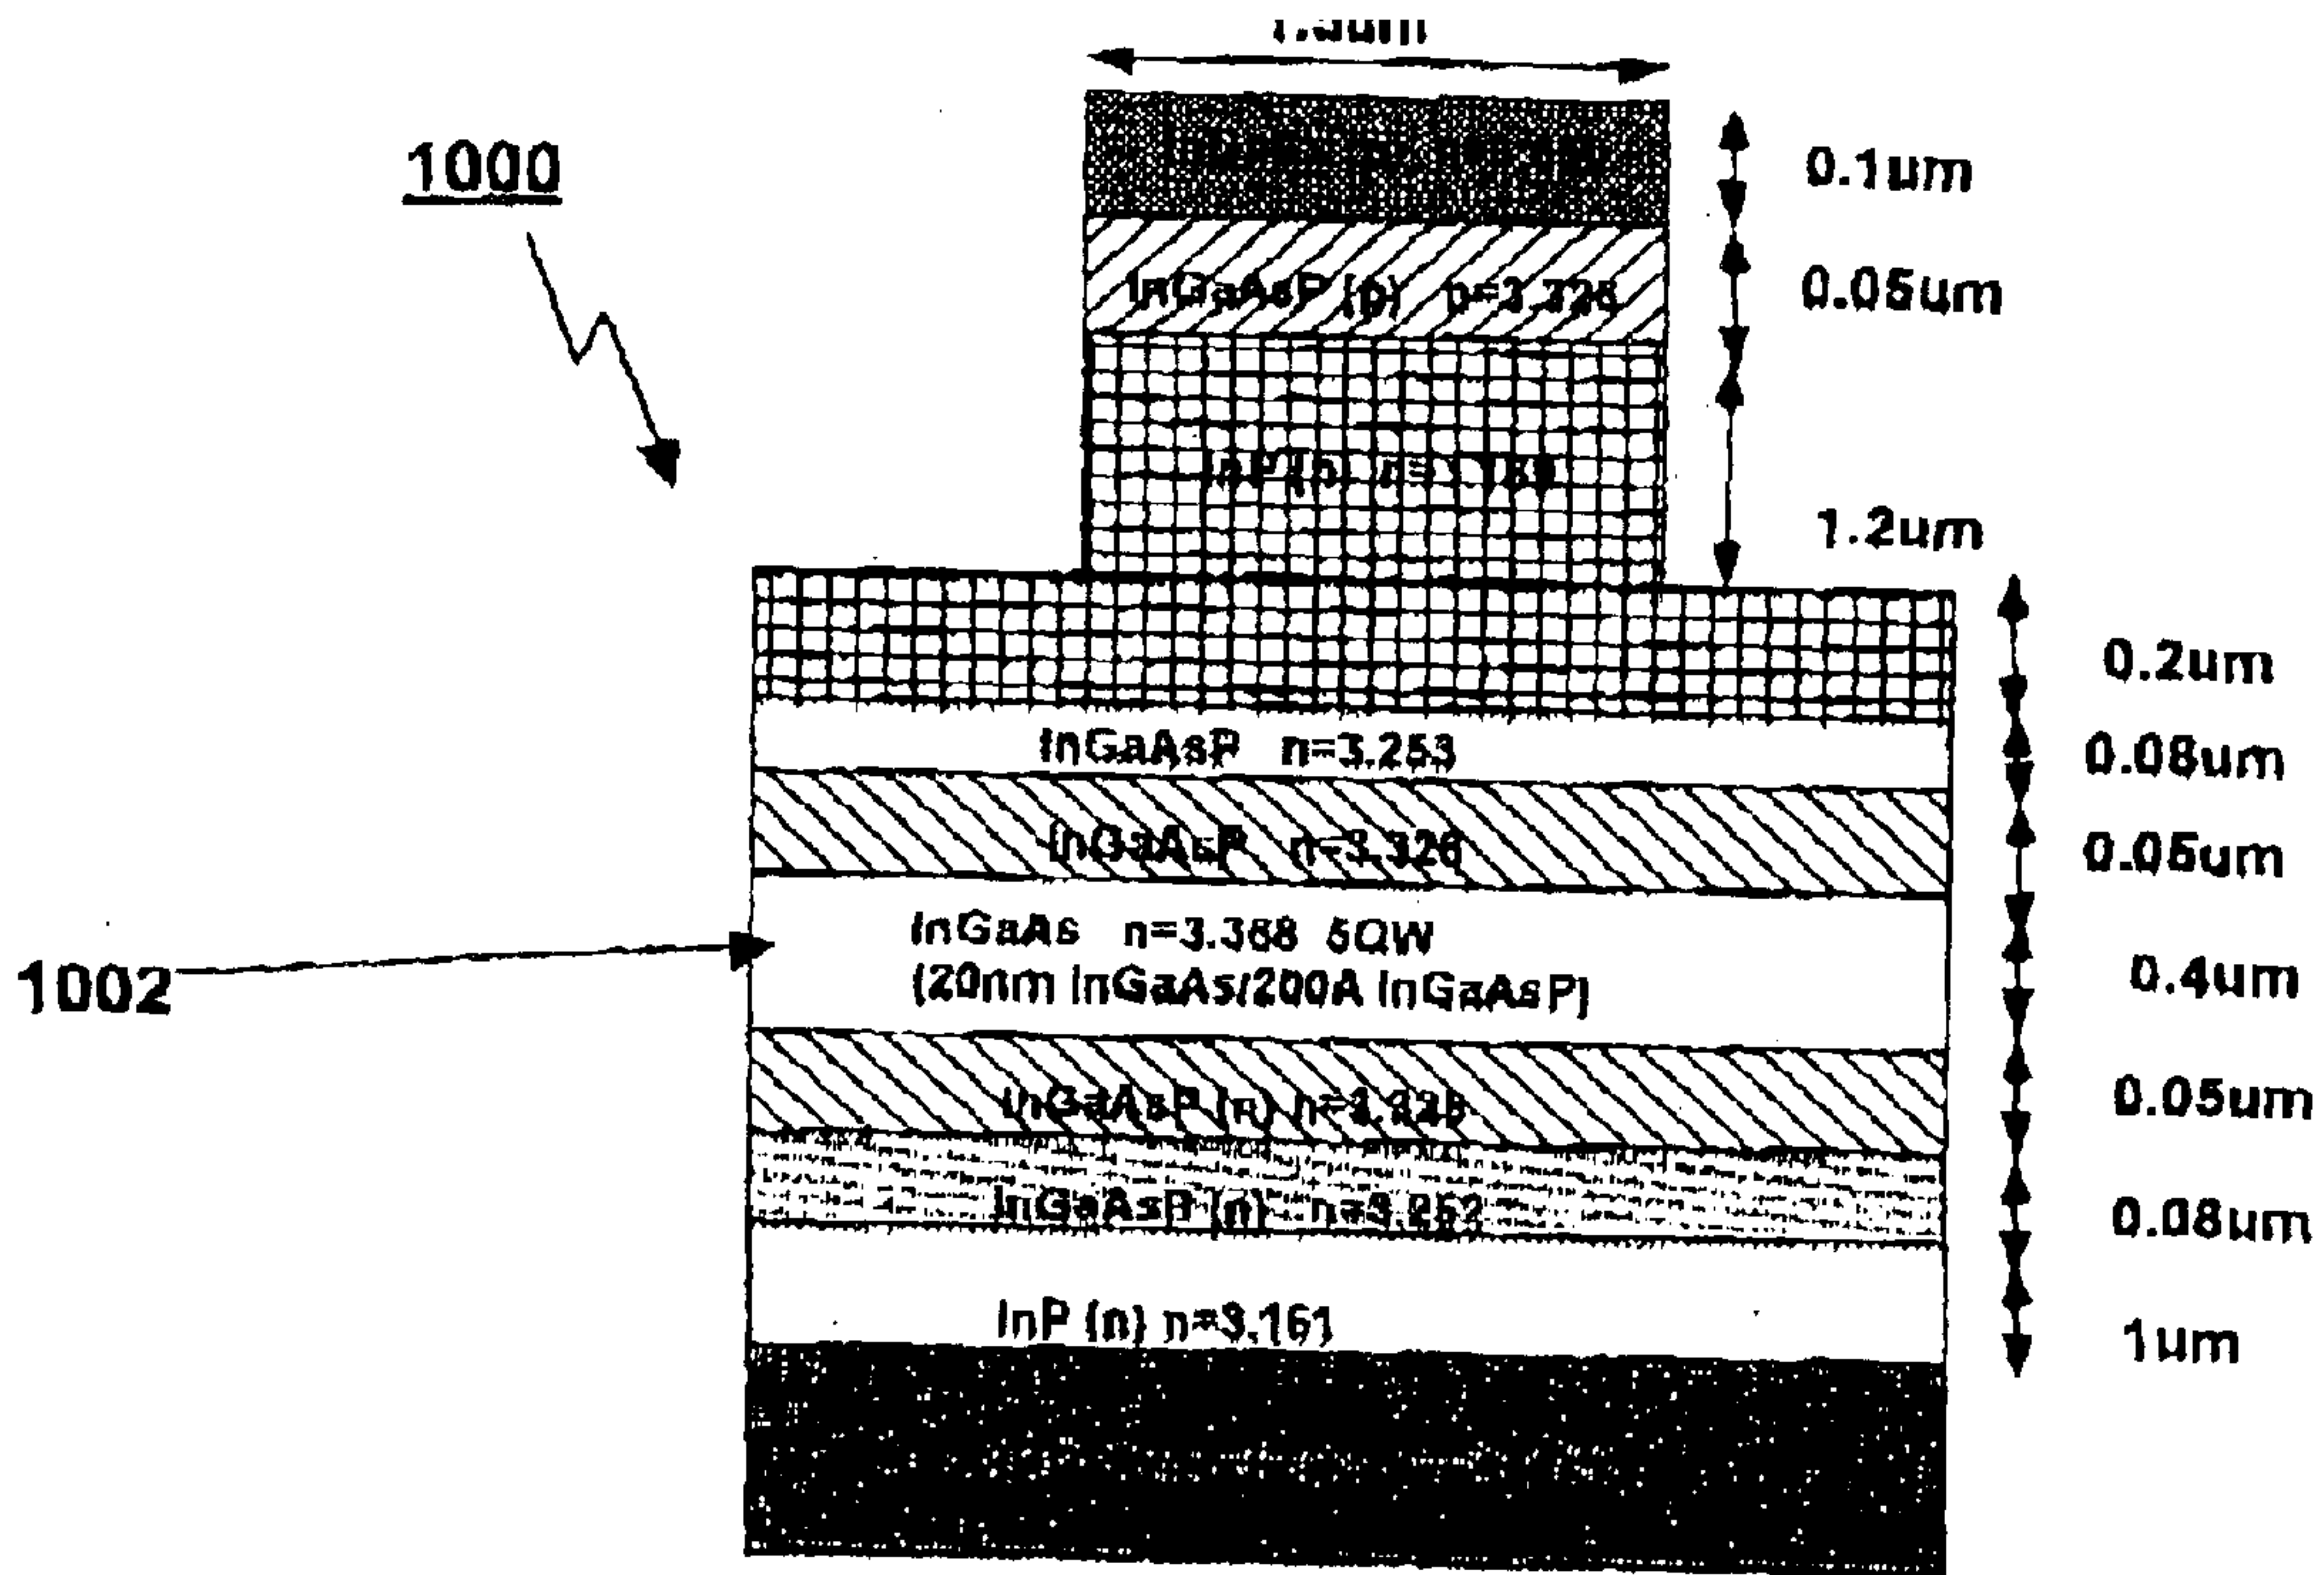 1000
0.1um
InGaAsP (p) n=3.326
0.05um
1.2um
0.2um
InGaAsP n=3.253
0.08um
InGaAsP n=3.326
0.05um
InGaAs n=3.368 5QW
(20nm InGaAs/200A InGaAsP)
1002
0.4um
InGaAsP (n)
0.05um
InGaAsP (n)
0.08um
InP (n) n=3.161
1um